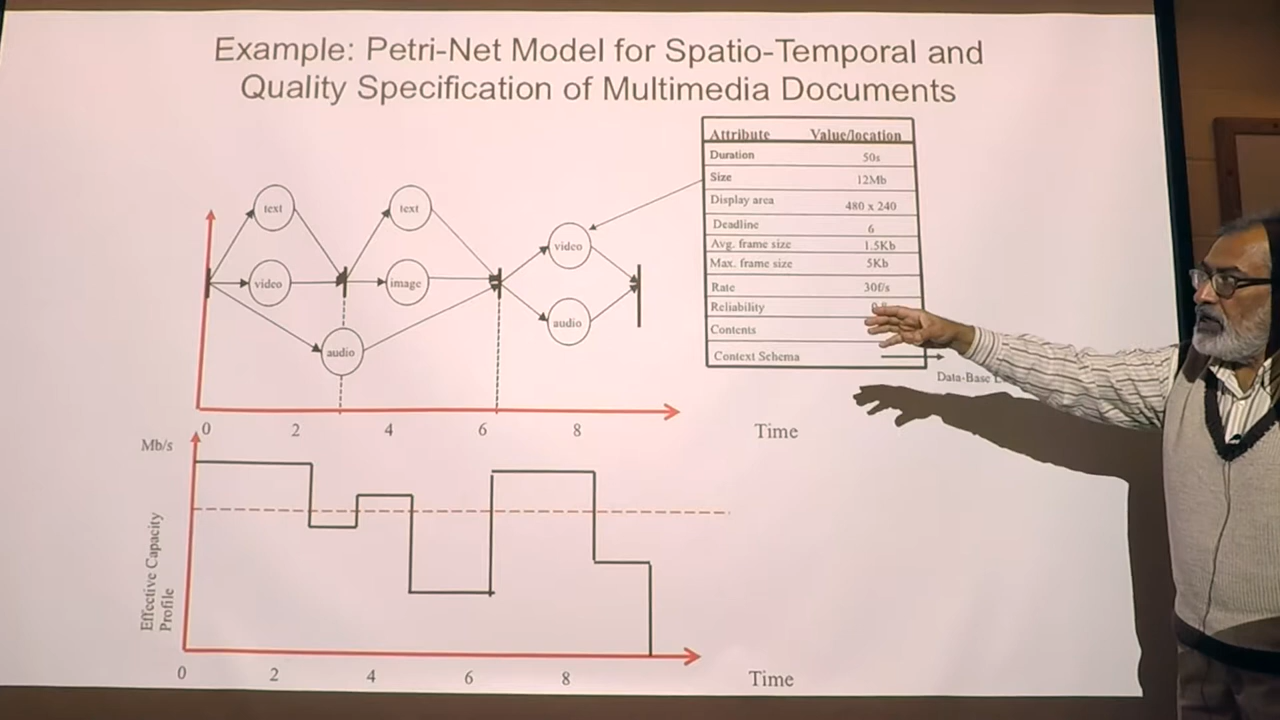 Example: Petri-Net Model for Spatio-Temporal and
Quality Specification of Multimedia Documents
Attribute Value/location
Duration 50s
Size 12Mb
Display area 480 x 240
Deadline 6
Avg. frame size 1.5Kb
Max. frame size 5Kb
Rate 30f/s
Reliability
Contents
Context Schema
Data-Base
text
text
video
video
image
audio
audio
0 2 4 6 8 Time
Mb/s
Effective Capacity
Profile
0 2 4 6 8 Time